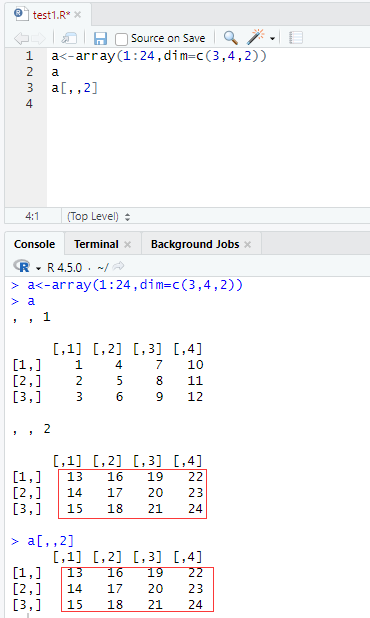 test1.R*
Source on Save
1 a<-array(1:24,dim=c(3,4,2))
2 a
3 a[,,2]
4
4:1 (Top Level)
Console Terminal Background Jobs
R R 4.5.0 · ~/
> a<-array(1:24,dim=c(3,4,2))
> a
, , 1
[,1] [,2] [,3] [,4]
[1,] 1 4 7 10
[2,] 2 5 8 11
[3,] 3 6 9 12
, , 2
[,1] [,2] [,3] [,4]
[1,] 13 16 19 22
[2,] 14 17 20 23
[3,] 15 18 21 24
> a[,,2]
[,1] [,2] [,3] [,4]
[1,] 13 16 19 22
[2,] 14 17 20 23
[3,] 15 18 21 24